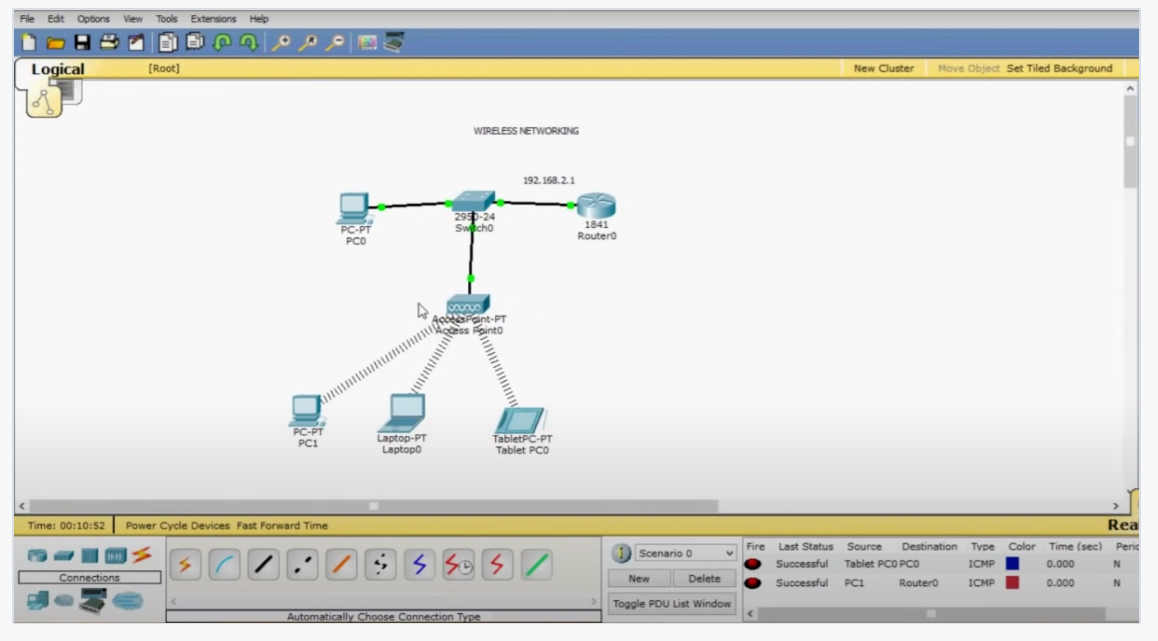 File Edit Options View Tools Extensions Help
Logical [Root] New Cluster Move Object Set Tiled Background
WIRELESS NETWORKING
192.168.2.1
2950-24
Switch0
1841
Router0
PC-PT
PC0
AccessPoint-PT
Access Point0
PC-PT
PC1
Laptop-PT
Laptop0
TabletPC-PT
Tablet PC0
Time: 00:10:52 Power Cycle Devices Fast Forward Time Rea
Connections
Automatically Choose Connection Type
Scenario 0
New Delete
Toggle PDU List Window
Fire Last Status Source Destination Type Color Time (sec) Peric
Successful Tablet PC0 PC0 ICMP 0.000 N
Successful PC1 Router0 ICMP 0.000 N